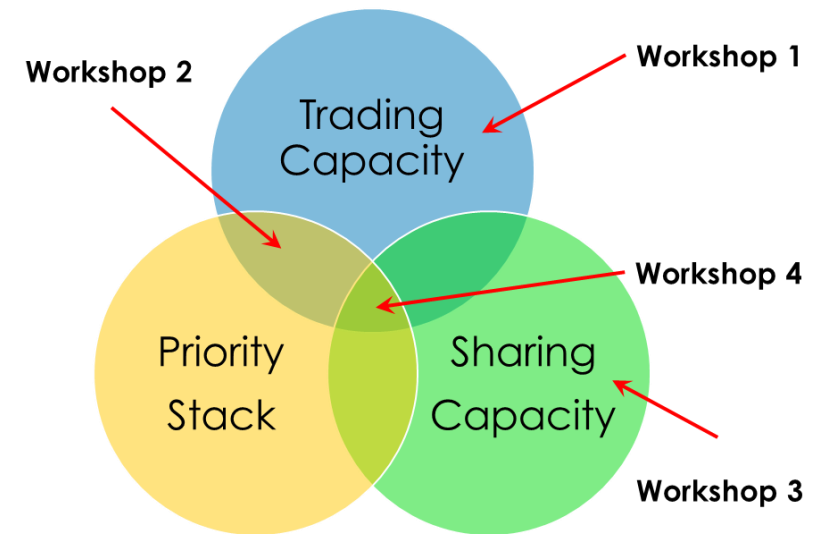 Workshop 1
Workshop 2
Trading
Capacity
Workshop 4
Priority
Stack
Sharing
Capacity
Workshop 3